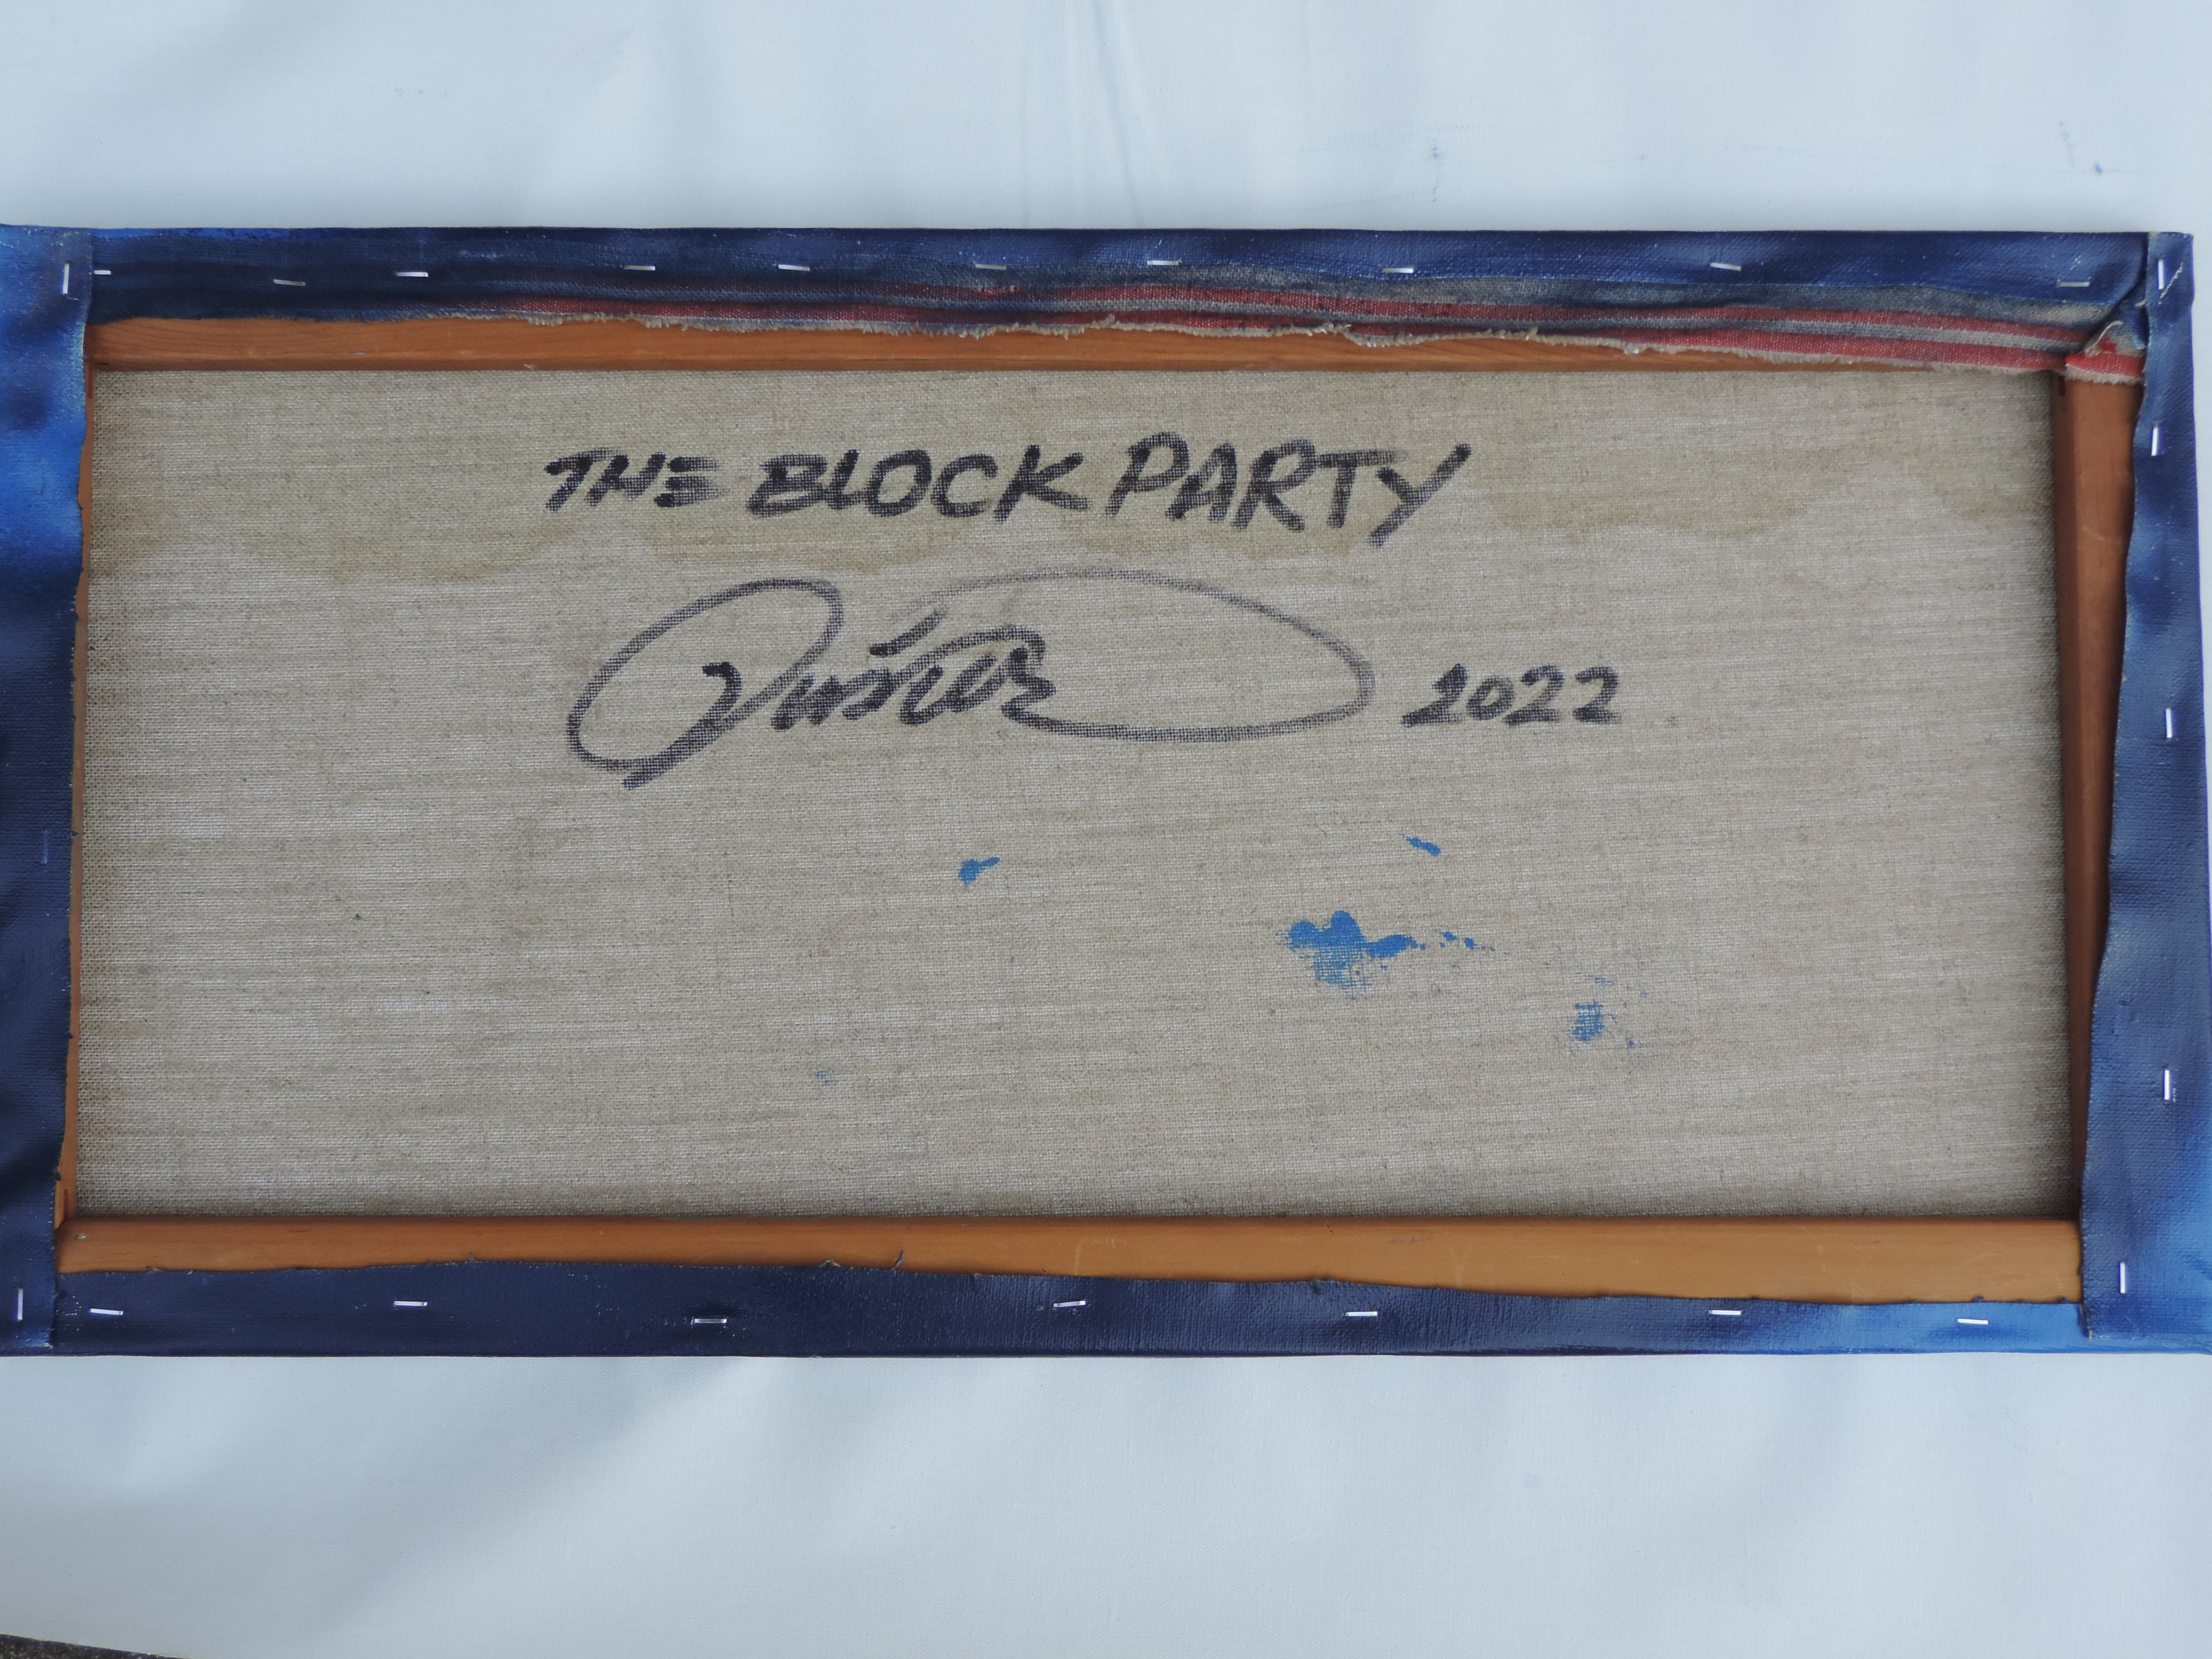 THE BLOCK PARTY
2022